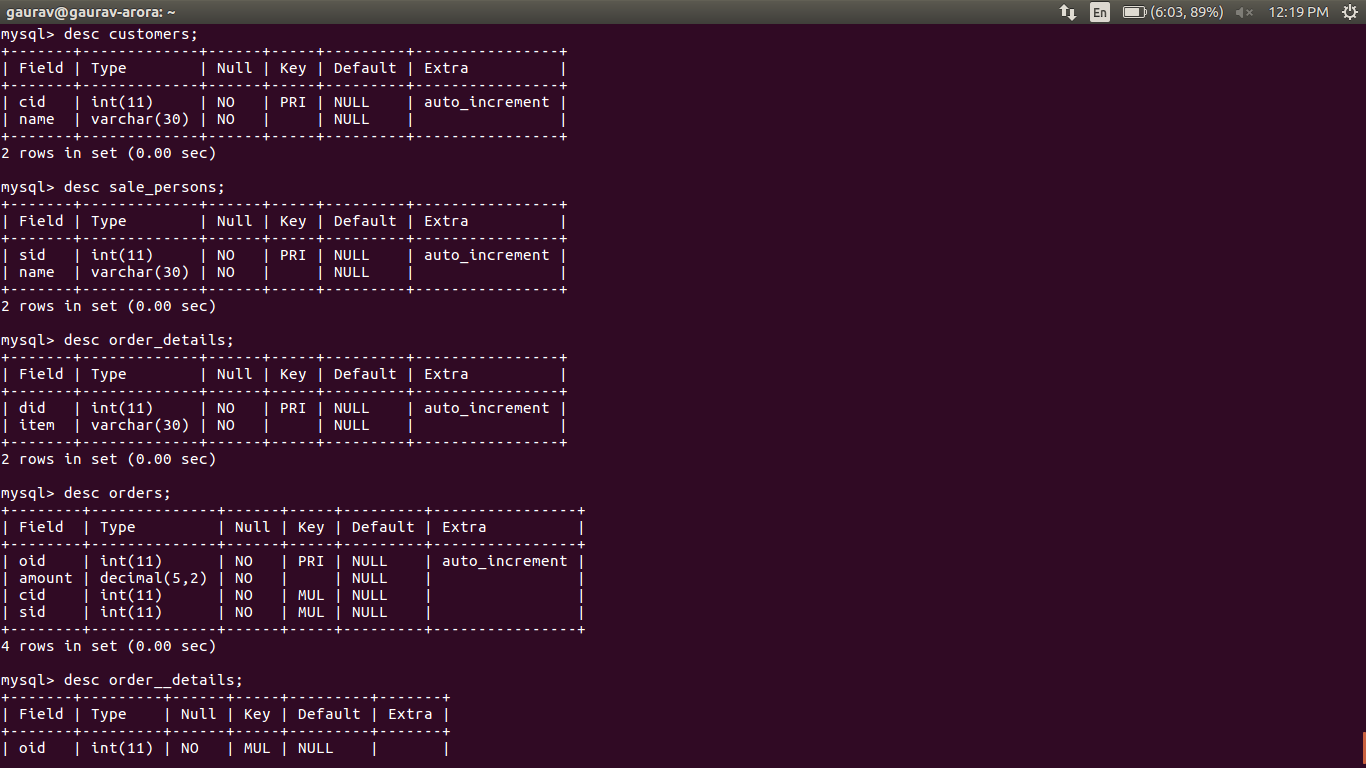 gaurav@gaurav-arora: ~ En (6:03, 89%) 12:19 PM
mysql> desc customers;
+-------+-------------+------+-----+---------+----------------+
| Field | Type        | Null | Key | Default | Extra          |
+-------+-------------+------+-----+---------+----------------+
| cid   | int(11)     | NO   | PRI | NULL    | auto_increment |
| name  | varchar(30) | NO   |     | NULL    |                |
+-------+-------------+------+-----+---------+----------------+
2 rows in set (0.00 sec)

mysql> desc sale_persons;
+-------+-------------+------+-----+---------+----------------+
| Field | Type        | Null | Key | Default | Extra          |
+-------+-------------+------+-----+---------+----------------+
| sid   | int(11)     | NO   | PRI | NULL    | auto_increment |
| name  | varchar(30) | NO   |     | NULL    |                |
+-------+-------------+------+-----+---------+----------------+
2 rows in set (0.00 sec)

mysql> desc order_details;
+-------+-------------+------+-----+---------+----------------+
| Field | Type        | Null | Key | Default | Extra          |
+-------+-------------+------+-----+---------+----------------+
| did   | int(11)     | NO   | PRI | NULL    | auto_increment |
| item  | varchar(30) | NO   |     | NULL    |                |
+-------+-------------+------+-----+---------+----------------+
2 rows in set (0.00 sec)

mysql> desc orders;
+--------+--------------+------+-----+---------+----------------+
| Field  | Type         | Null | Key | Default | Extra          |
+--------+--------------+------+-----+---------+----------------+
| oid    | int(11)      | NO   | PRI | NULL    | auto_increment |
| amount | decimal(5,2) | NO   |     | NULL    |                |
| cid    | int(11)      | NO   | MUL | NULL    |                |
| sid    | int(11)      | NO   | MUL | NULL    |                |
+--------+--------------+------+-----+---------+----------------+
4 rows in set (0.00 sec)

mysql> desc order__details;
+-------+---------+------+-----+---------+-------+
| Field | Type    | Null | Key | Default | Extra |
+-------+---------+------+-----+---------+-------+
| oid   | int(11) | NO   | MUL | NULL    |       |